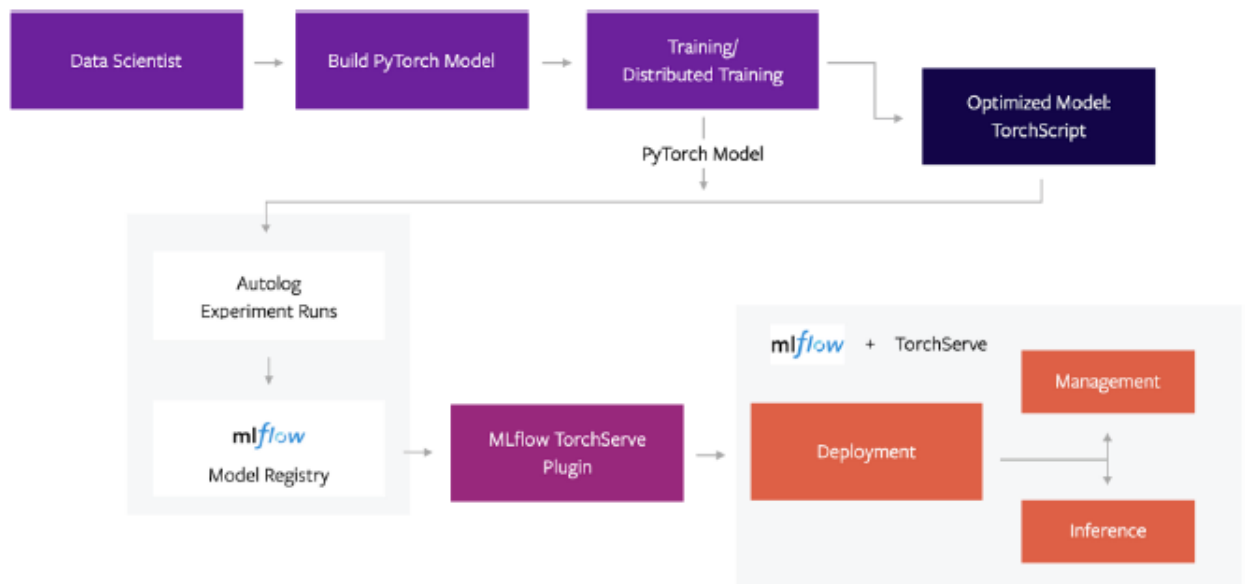 Data Scientist
Build PyTorch Model
Training/
Distributed Training
Optimized Model:
TorchScript
PyTorch Model
Autolog
Experiment Runs
mlflow
Model Registry
MLflow TorchServe
Plugin
mlflow + TorchServe
Deployment
Management
Inference